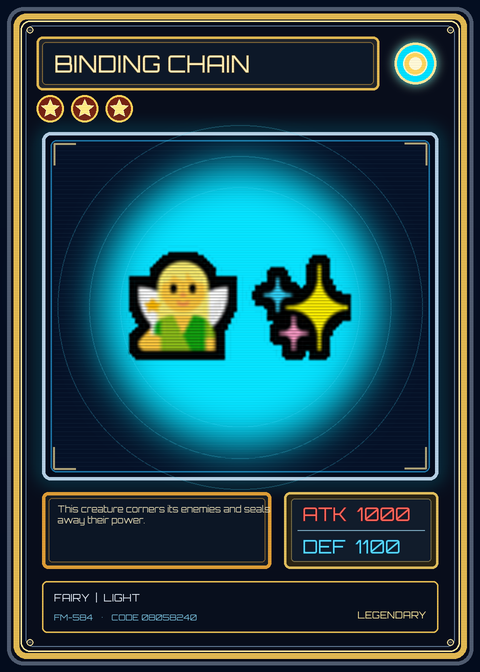 BINDING CHAIN
This creature corners its enemies and seals
away their power.
ATK 1000
DEF 1100
FAIRY | LIGHT
FM-584 · CODE 08058240
LEGENDARY